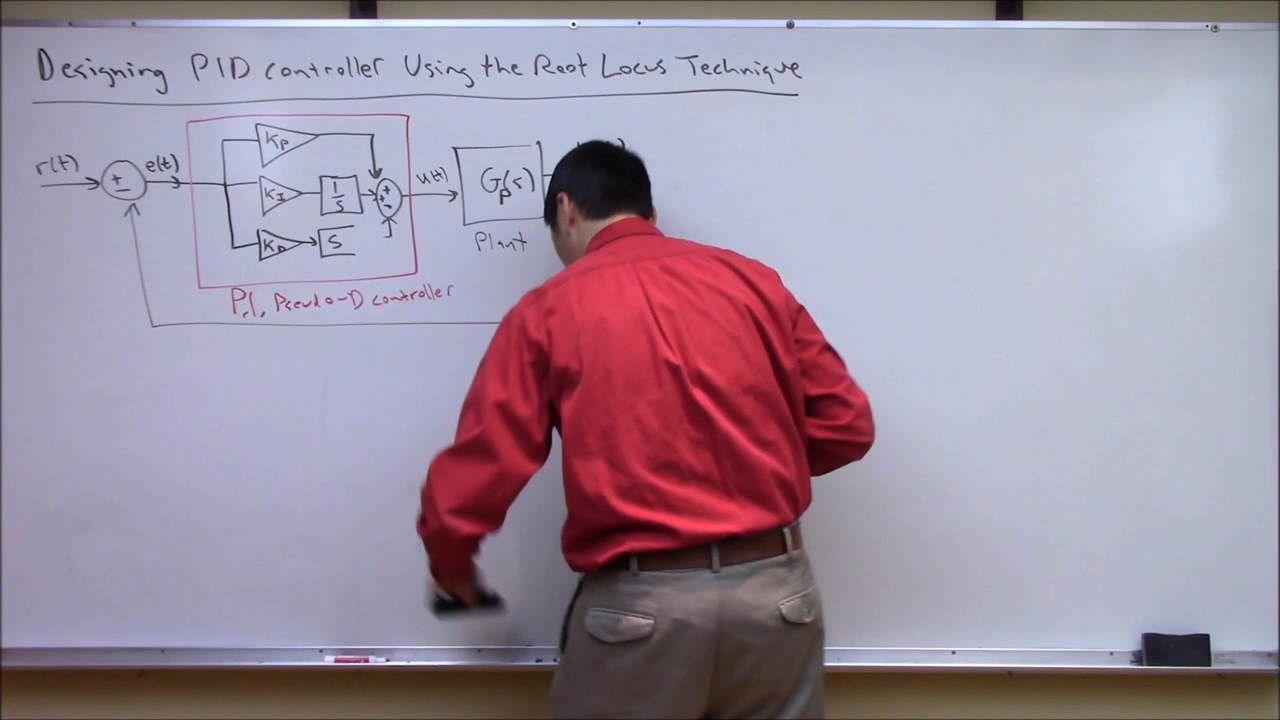 Designing PID controller Using the Root Locus Technique
r(t)
+
−
e(t)
KP
KI
1/s
KD
s
+
+
−
u(t)
Gp(s)
Plant
P,I, Pseudo-D controller